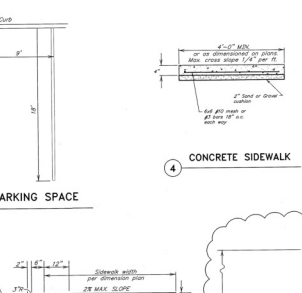 Curb
9'
18'
ARKING SPACE
4'-0" MIN.
or as dimensioned on plans.
Max. cross slope 1/4" per ft.
4"
2" Sand or Gravel
cushion
6x6 #10 mesh or
#3 bars 18" o.c.
each way
4 CONCRETE SIDEWALK
2" 6" 12"
Sidewalk width
per dimension plan
3"R
2% MAX. SLOPE